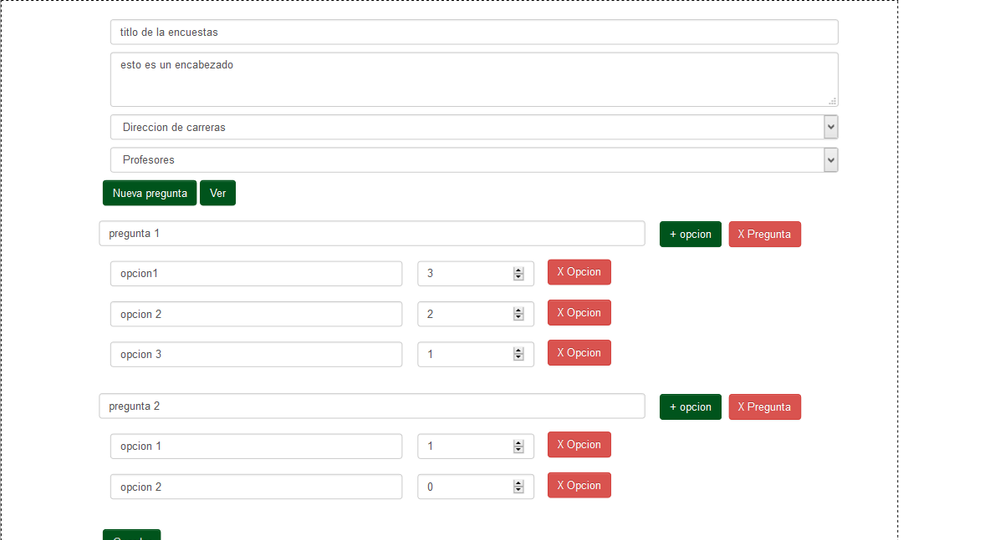 titlo de la encuestas
esto es un encabezado
Direccion de carreras
Profesores
Nueva pregunta Ver
pregunta 1 + opcion X Pregunta
opcion1 3 X Opcion
opcion 2 2 X Opcion
opcion 3 1 X Opcion
pregunta 2 + opcion X Pregunta
opcion 1 1 X Opcion
opcion 2 0 X Opcion